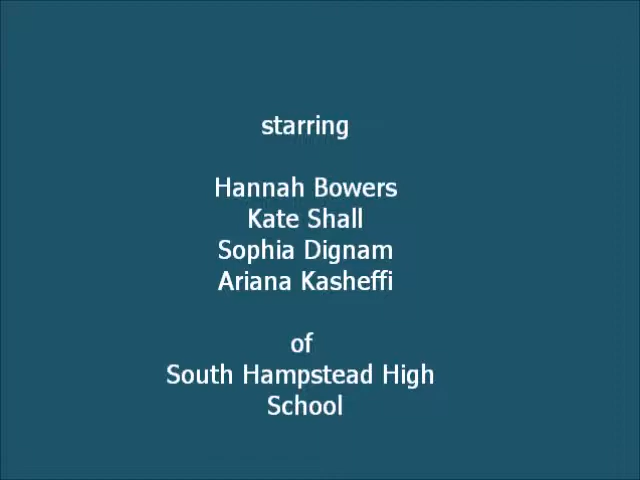 starring
Hannah Bowers
Kate Shall
Sophia Dignam
Ariana Kasheffi
of
South Hampstead High
School